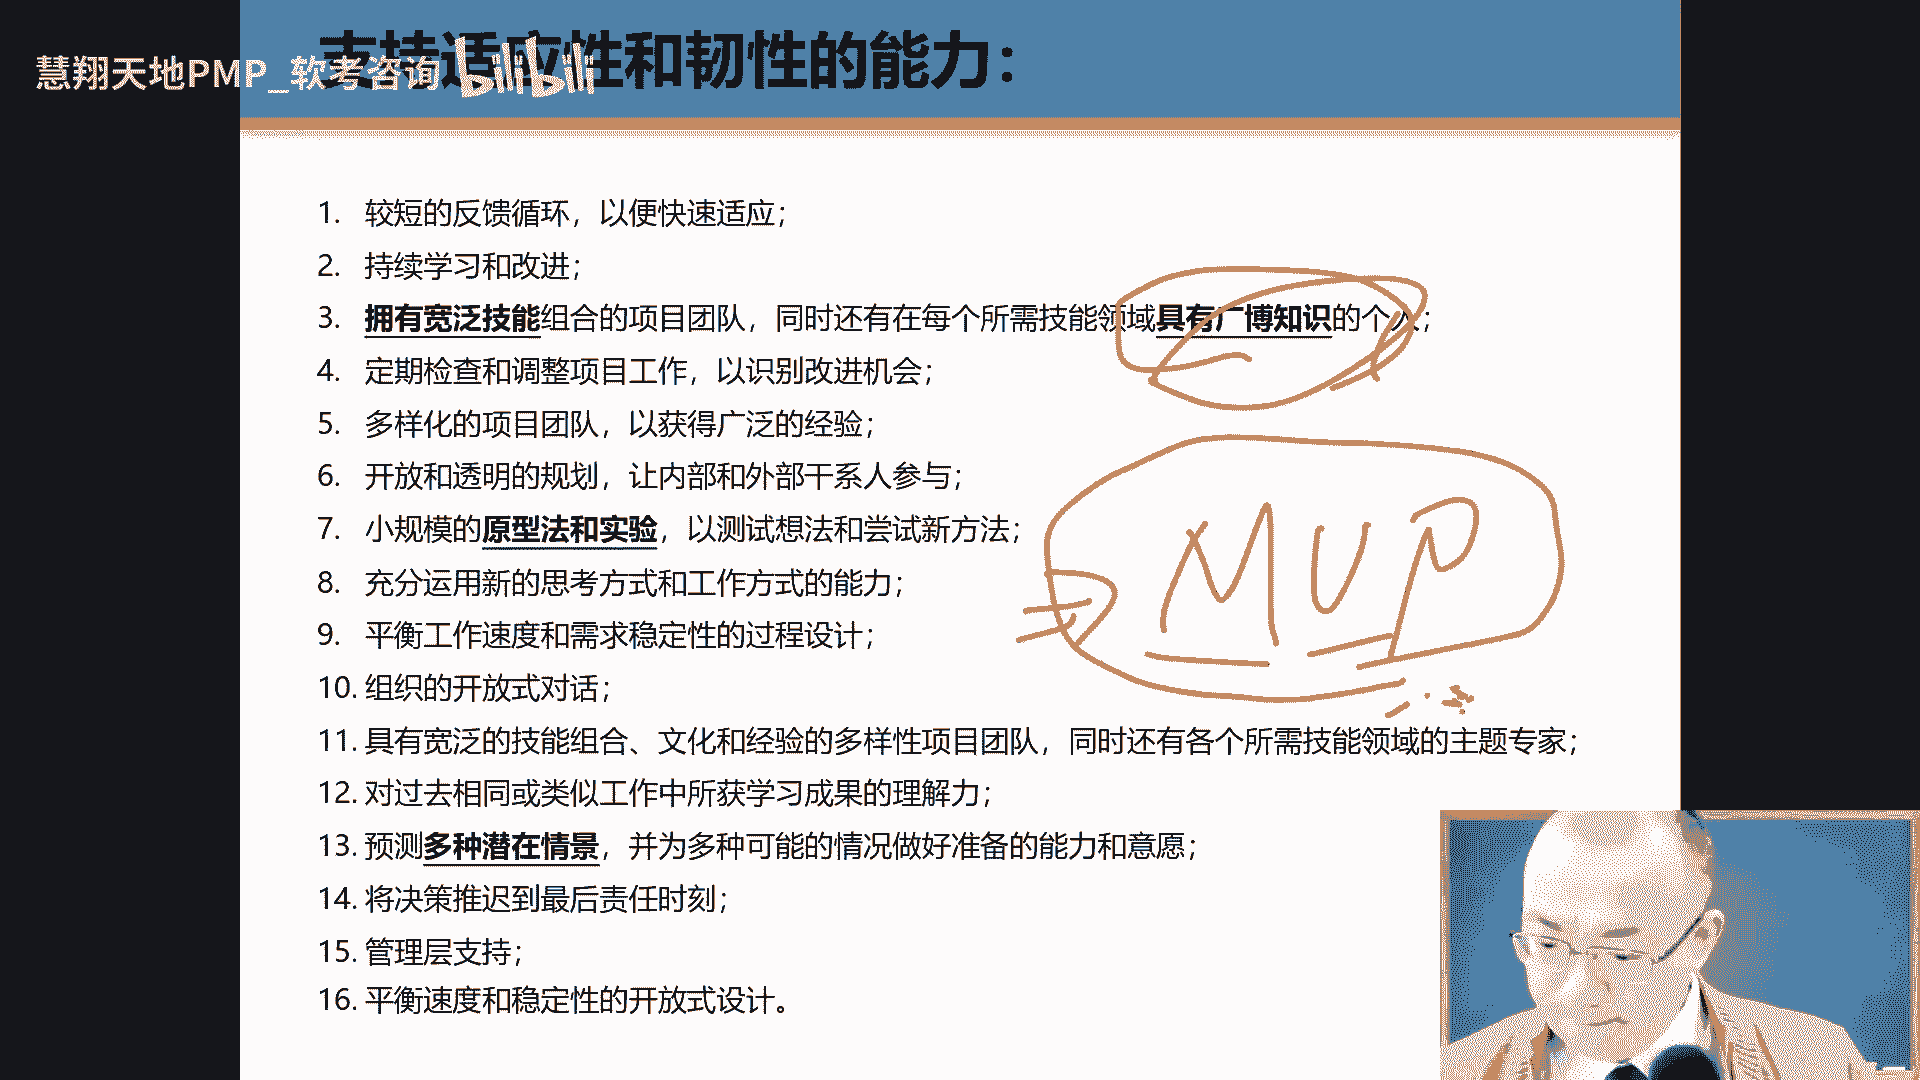 支持适应性和韧性的能力：
慧翔天地PMP_软考咨询 bilibili
1. 较短的反馈循环，以便快速适应；
2. 持续学习和改进；
3. 拥有宽泛技能组合的项目团队，同时还有在每个所需技能领域具有广博知识的个人；
4. 定期检查和调整项目工作，以识别改进机会；
5. 多样化的项目团队，以获得广泛的经验；
6. 开放和透明的规划，让内部和外部干系人参与；
7. 小规模的原型法和实验，以测试想法和尝试新方法；
MVP
8. 充分运用新的思考方式和工作方式的能力；
9. 平衡工作速度和需求稳定性的过程设计；
10. 组织的开放式对话；
11. 具有宽泛的技能组合、文化和经验的多样性项目团队，同时还有各个所需技能领域的主题专家；
12. 对过去相同或类似工作中所获学习成果的理解力；
13. 预测多种潜在情景，并为多种可能的情况做好准备的能力和意愿；
14. 将决策推迟到最后责任时刻；
15. 管理层支持；
16. 平衡速度和稳定性的开放式设计。